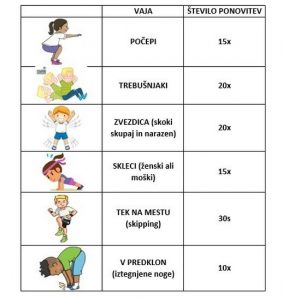 VAJA ŠTEVILO PONOVITEV
POČEPI 15x
TREBUŠNJAKI 20x
ZVEZDICA (skoki
skupaj in narazen) 20x
SKLECI (ženski ali
moški) 15x
TEK NA MESTU
(skipping) 30s
V PREDKLON
(iztegnjene noge) 10x